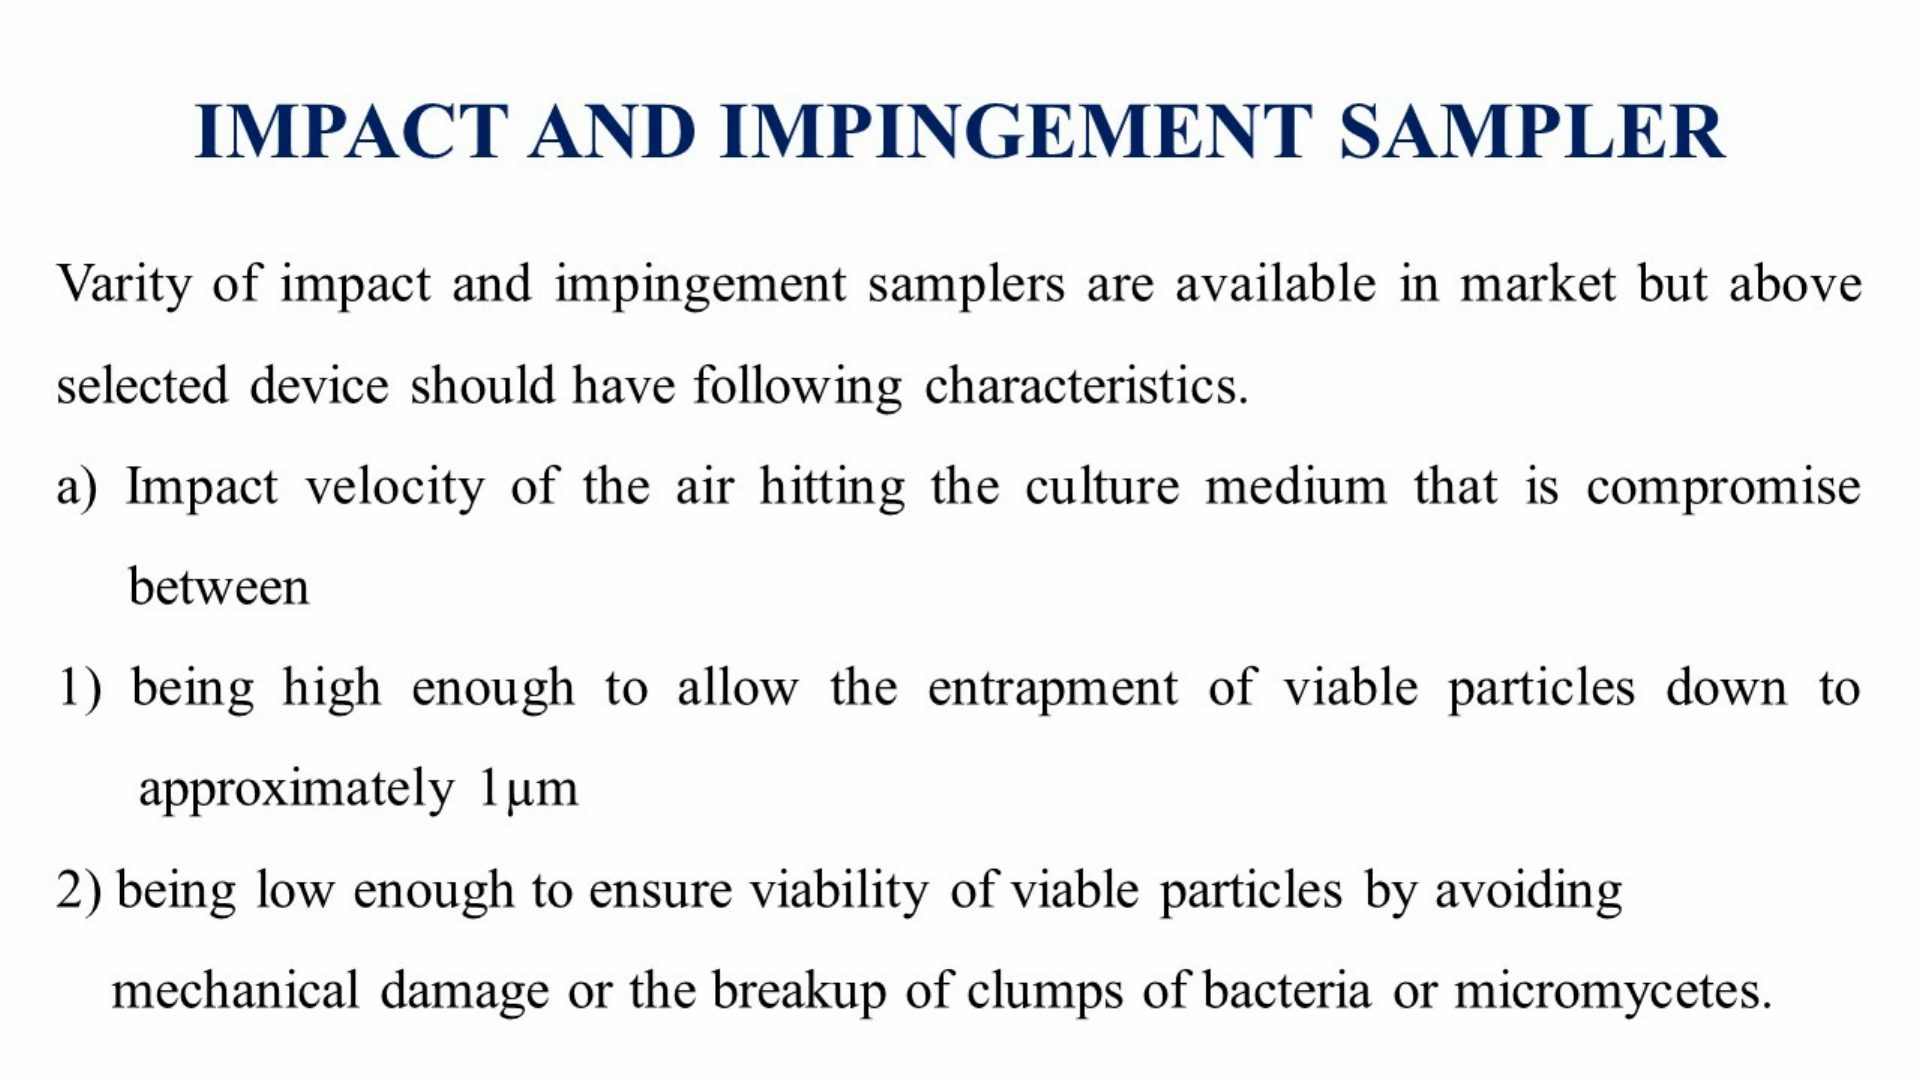 IMPACT AND IMPINGEMENT SAMPLER
Varity of impact and impingement samplers are available in market but above
selected device should have following characteristics.
a) Impact velocity of the air hitting the culture medium that is compromise
between
1) being high enough to allow the entrapment of viable particles down to
approximately 1μm
2) being low enough to ensure viability of viable particles by avoiding
mechanical damage or the breakup of clumps of bacteria or micromycetes.